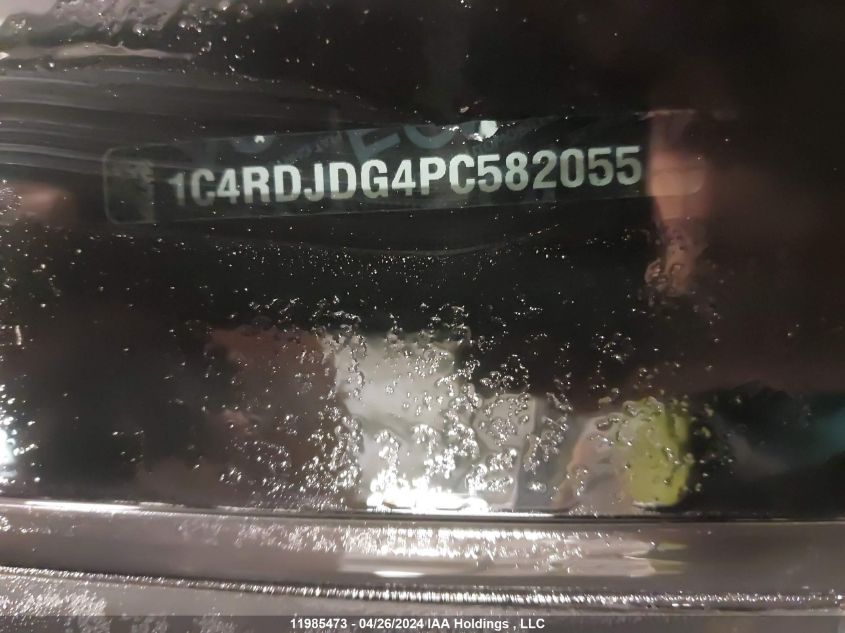 1C4RDJDG4PC582055
11985473 - 04/26/2024 IAA Holdings , LLC